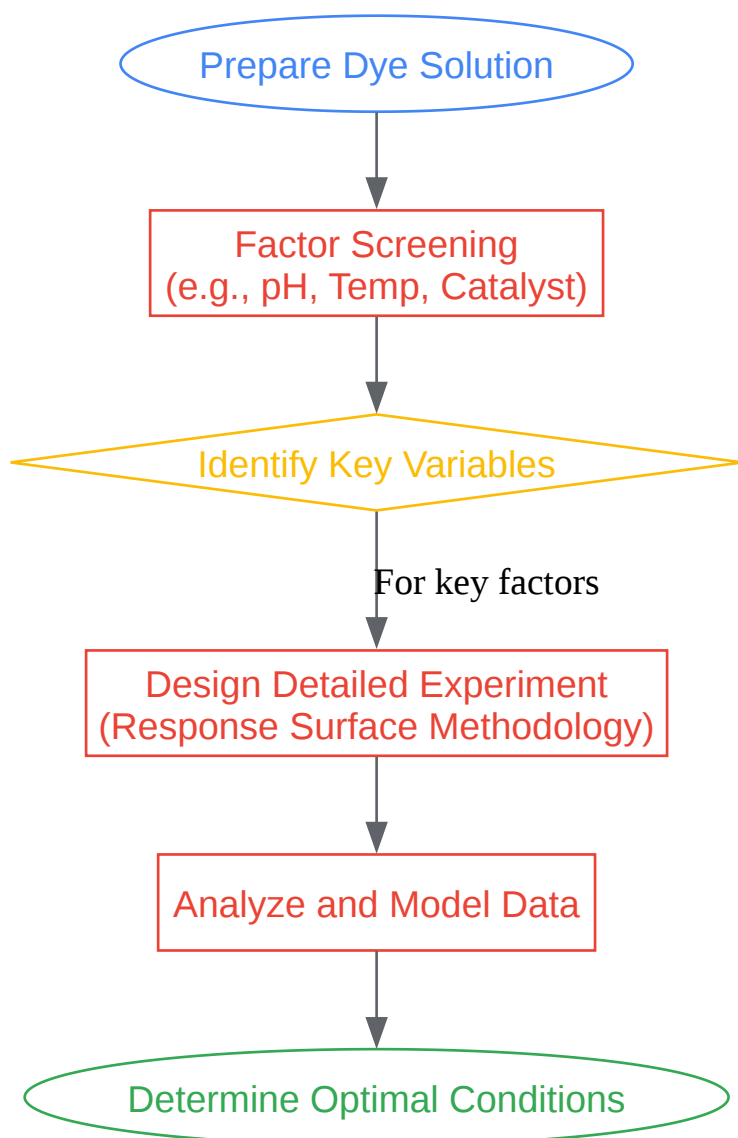 Prepare Dye Solution
Factor Screening
(e.g., pH, Temp, Catalyst)
Identify Key Variables
For key factors
Design Detailed Experiment
(Response Surface Methodology)
Analyze and Model Data
Determine Optimal Conditions